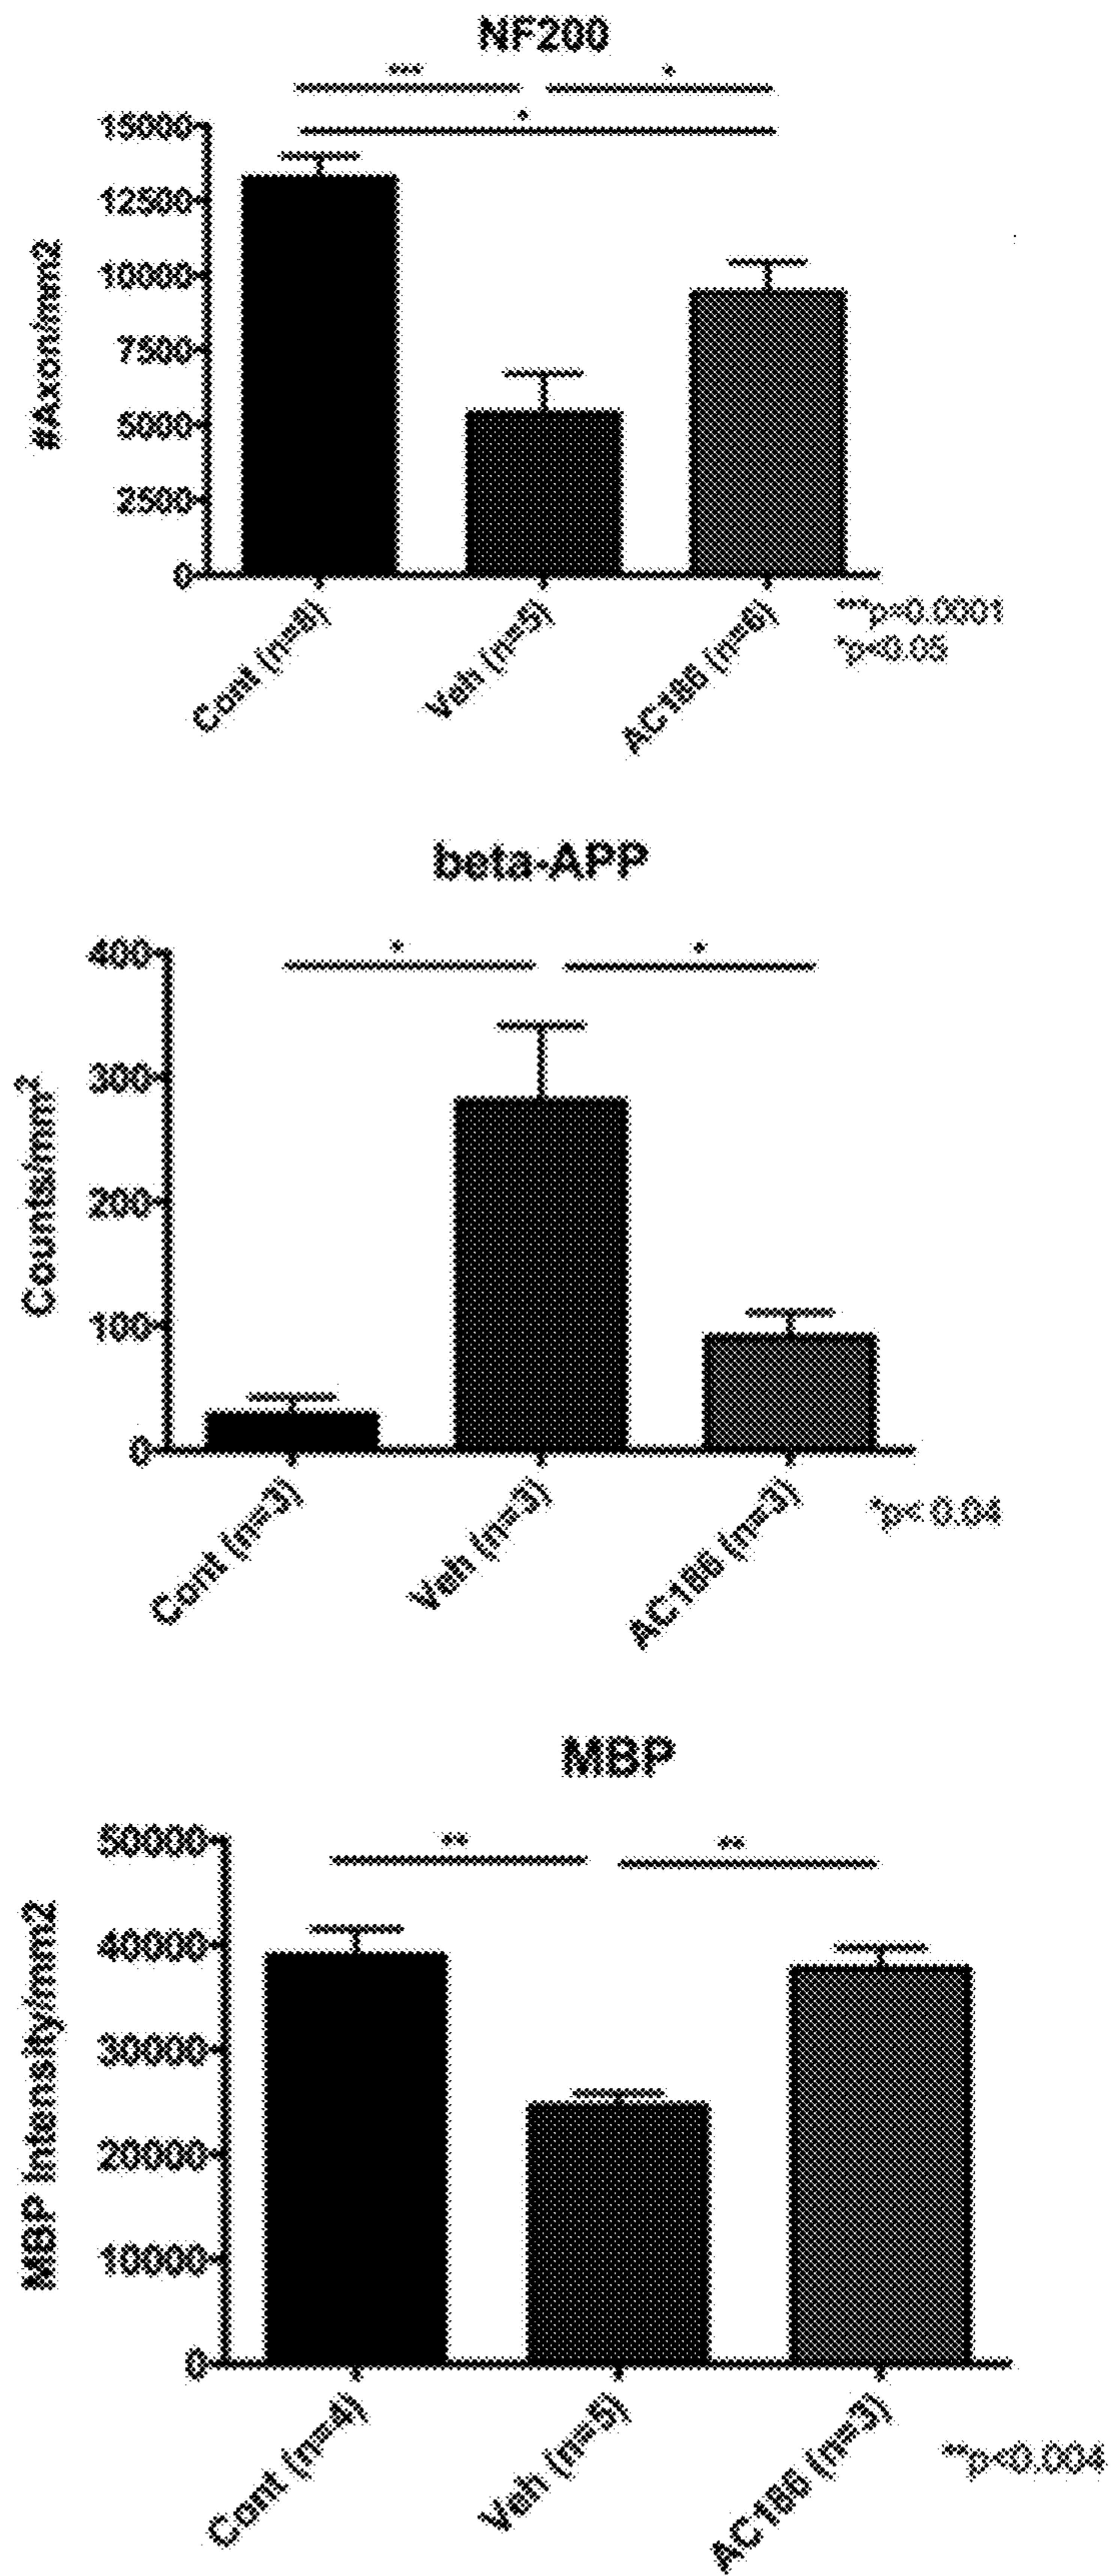 NF200
***
*
*
15000
12500
10000
7500
5000
2500
0
#Axon/mm2
Cont (n=8)
Veh (n=5)
AC186 (n=6)
***p=0.0001
*p<0.05
beta-APP
*
*
400
300
200
100
0
Counts/mm²
Cont (n=3)
Veh (n=3)
AC186 (n=3)
*p< 0.04
MBP
**
**
50000
40000
30000
20000
10000
0
MBP Intensity/mm2
Cont (n=4)
Veh (n=5)
AC186 (n=3)
**p<0.004